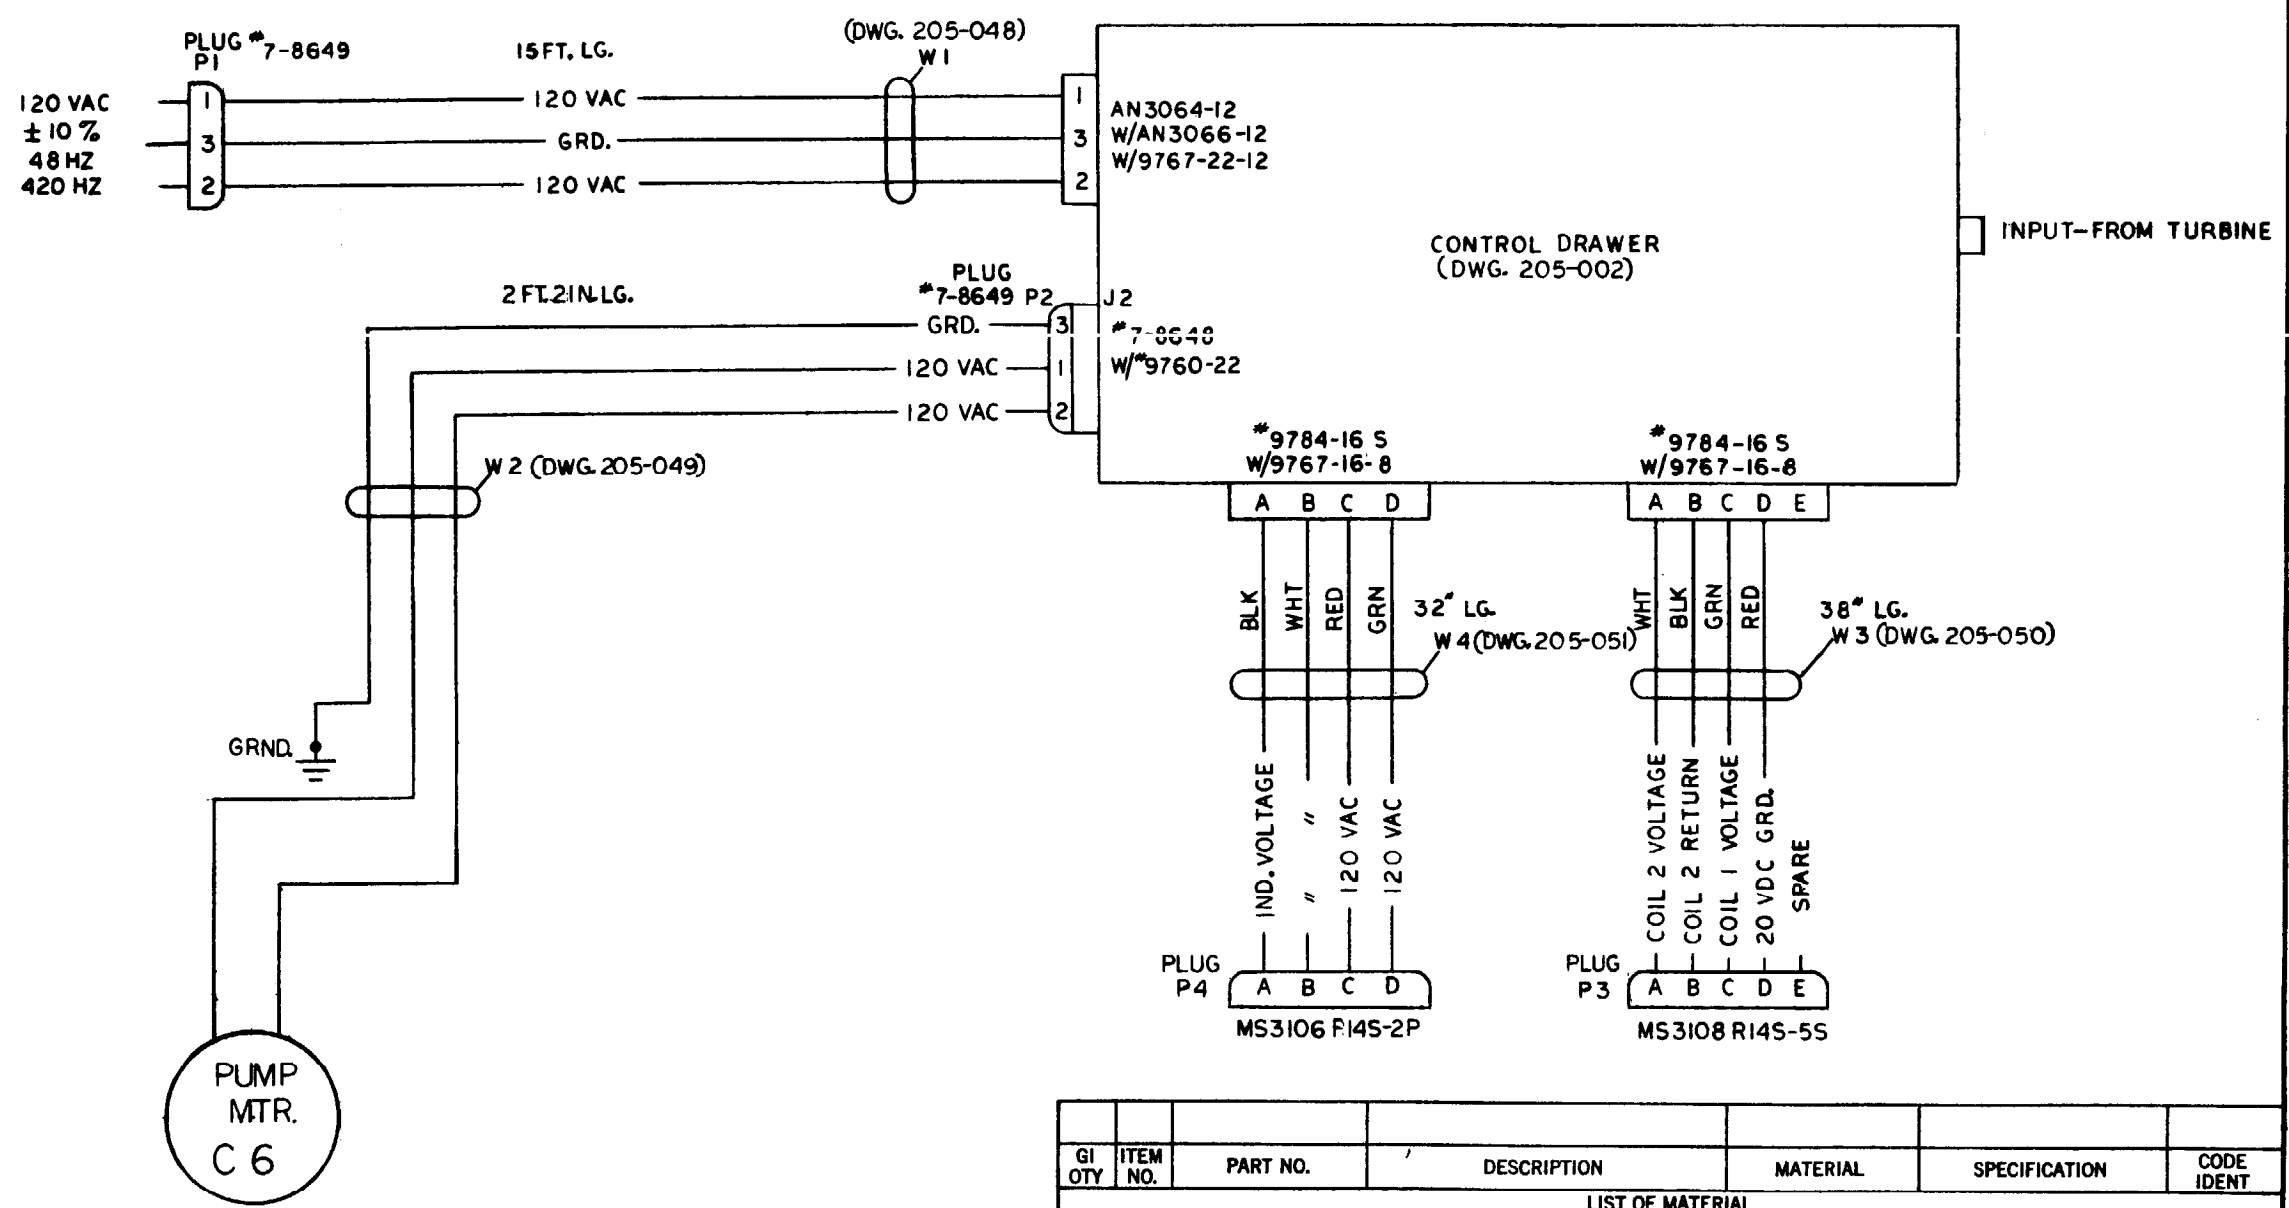 PLUG #7-8649
P1
15 FT. LG.
(DWG. 205-048)
W1
120 VAC
±10%
48 HZ
420 HZ
1
3
2
120 VAC
GRD.
120 VAC
1
3
2
AN3064-12
W/AN3066-12
W/9767-22-12
CONTROL DRAWER
(DWG. 205-002)
INPUT-FROM TURBINE
2 FT. 2 IN. LG.
PLUG
#7-8649 P2
J2
GRD.
3
#7-8648
120 VAC
1
W/#9760-22
120 VAC
2
W2 (DWG. 205-049)
GRND.
PUMP
MTR.
C6
#9784-16 S
W/9767-16-8
A B C D
BLK
WHT
RED
GRN
32" LG.
W4 (DWG. 205-051)
IND. VOLTAGE
" "
120 VAC
120 VAC
PLUG
P4
A B C D
MS3106 R14S-2P
#9784-16 S
W/9767-16-8
A B C D E
WHT
BLK
GRN
RED
38" LG.
W3 (DWG. 205-050)
COIL 2 VOLTAGE
COIL 2 RETURN
COIL 1 VOLTAGE
20 VDC GRD.
SPARE
PLUG
P3
A B C D E
MS3108 R14S-5S
GI
QTY
ITEM
NO.
PART NO.
DESCRIPTION
MATERIAL
SPECIFICATION
CODE
IDENT
LIST OF MATERIAL